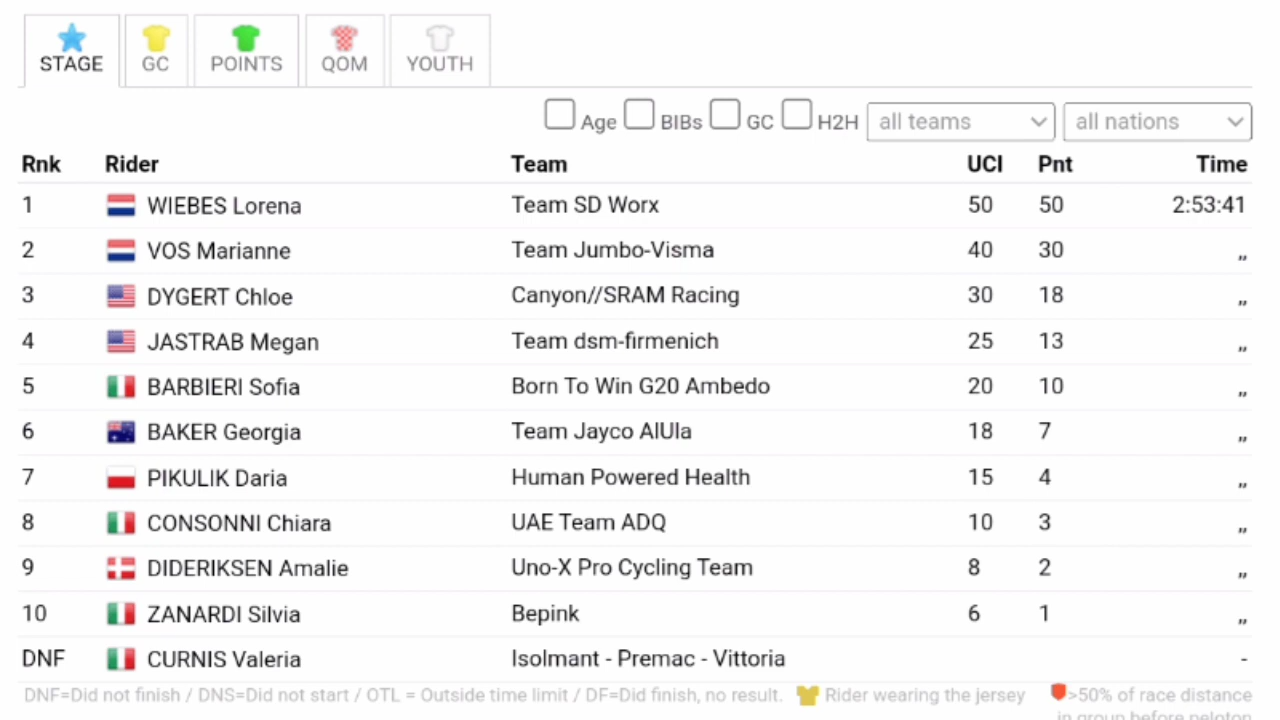 STAGE GC POINTS QOM YOUTH
Age BIBs GC H2H all teams all nations
Rnk Rider Team UCI Pnt Time
1 WIEBES Lorena Team SD Worx 50 50 2:53:41
2 VOS Marianne Team Jumbo-Visma 40 30 ,,
3 DYGERT Chloe Canyon//SRAM Racing 30 18 ,,
4 JASTRAB Megan Team dsm-firmenich 25 13 ,,
5 BARBIERI Sofia Born To Win G20 Ambedo 20 10 ,,
6 BAKER Georgia Team Jayco AlUla 18 7 ,,
7 PIKULIK Daria Human Powered Health 15 4 ,,
8 CONSONNI Chiara UAE Team ADQ 10 3 ,,
9 DIDERIKSEN Amalie Uno-X Pro Cycling Team 8 2 ,,
10 ZANARDI Silvia Bepink 6 1 ,,
DNF CURNIS Valeria Isolmant - Premac - Vittoria -
DNF=Did not finish / DNS=Did not start / OTL = Outside time limit / DF=Did finish, no result. Rider wearing the jersey >50% of race distance
in group before peloton